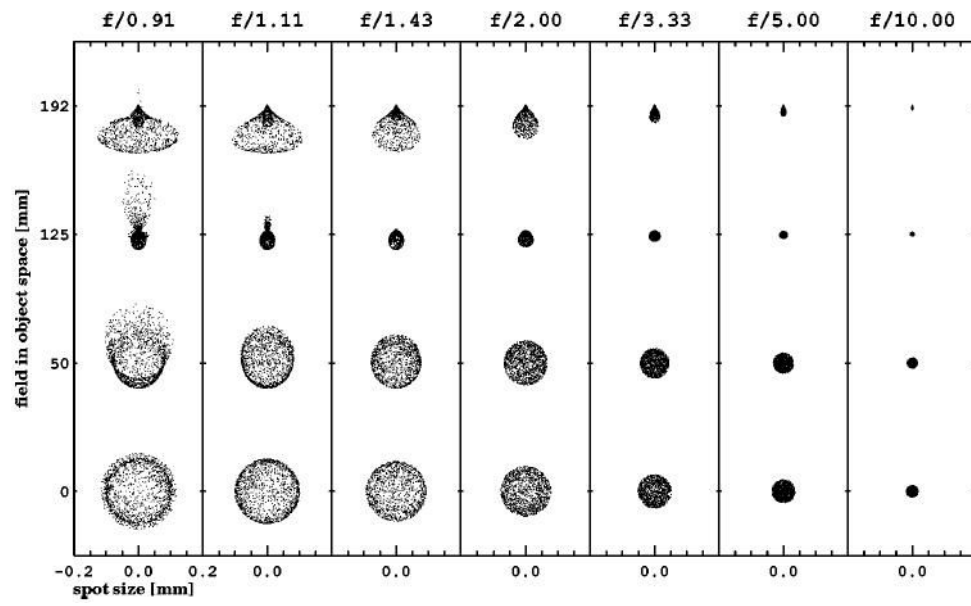 f/0.91 f/1.11 f/1.43 f/2.00 f/3.33 f/5.00 f/10.00
192
125
50
0
field in object space [mm]
-0.2 0.0 0.2 0.0 0.0 0.0 0.0 0.0 0.0
spot size [mm]